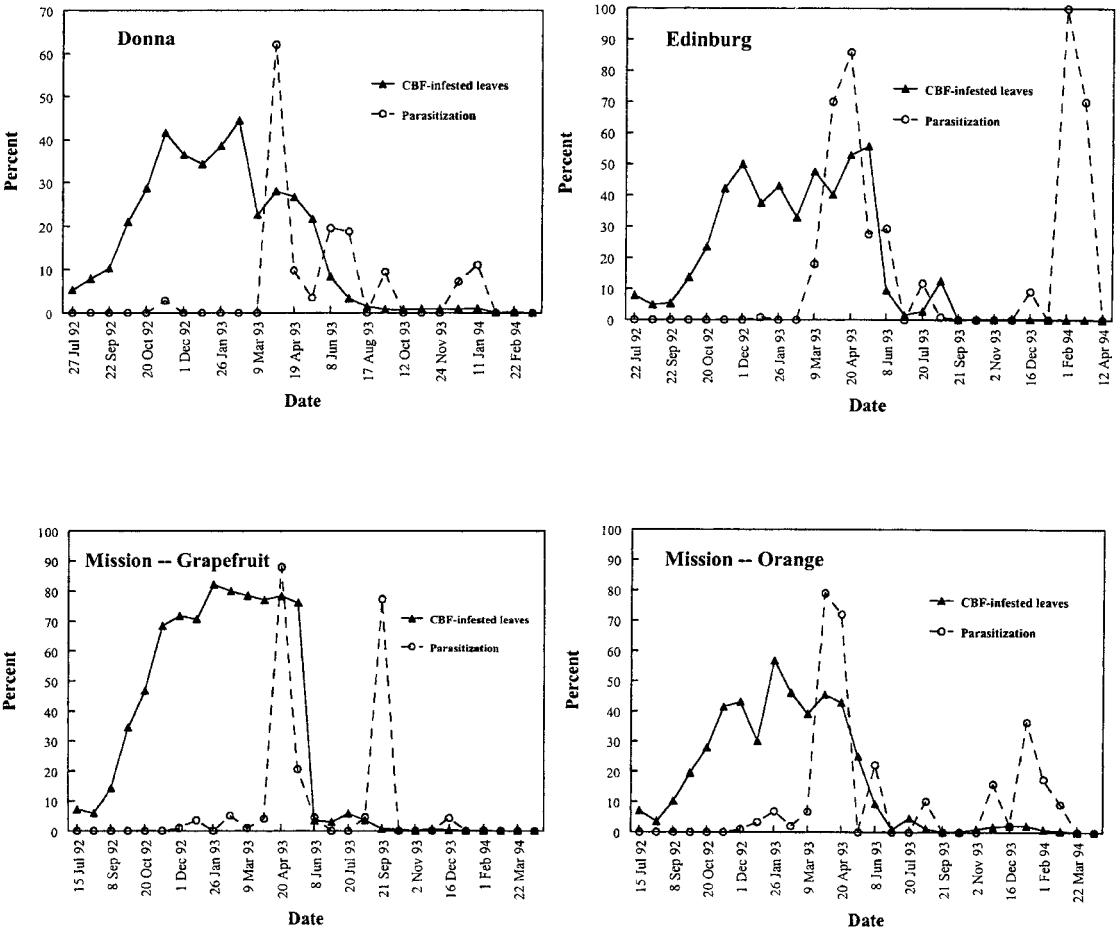 Donna
CBF-infested leaves
Parasitization
Percent
70
60
50
40
30
20
10
0
27 Jul 92
22 Sep 92
20 Oct 92
1 Dec 92
26 Jan 93
9 Mar 93
19 Apr 93
8 Jun 93
17 Aug 93
12 Oct 93
24 Nov 93
11 Jan 94
22 Feb 94
Date
Edinburg
CBF-infested leaves
Parasitization
Percent
100
90
80
70
60
50
40
30
20
10
0
22 Jul 92
22 Sep 92
20 Oct 92
1 Dec 92
26 Jan 93
9 Mar 93
20 Apr 93
8 Jun 93
20 Jul 93
21 Sep 93
2 Nov 93
16 Dec 93
1 Feb 94
12 Apr 94
Date
Mission -- Grapefruit
CBF-infested leaves
Parasitization
Percent
100
90
80
70
60
50
40
30
20
10
0
15 Jul 92
8 Sep 92
20 Oct 92
1 Dec 92
26 Jan 93
9 Mar 93
20 Apr 93
8 Jun 93
20 Jul 93
21 Sep 93
2 Nov 93
16 Dec 93
1 Feb 94
22 Mar 94
Date
Mission -- Orange
CBF-infested leaves
Parasitization
Percent
100
90
80
70
60
50
40
30
20
10
0
15 Jul 92
8 Sep 92
20 Oct 92
1 Dec 92
26 Jan 93
9 Mar 93
20 Apr 93
8 Jun 93
20 Jul 93
21 Sep 93
2 Nov 93
16 Dec 93
1 Feb 94
22 Mar 94
Date